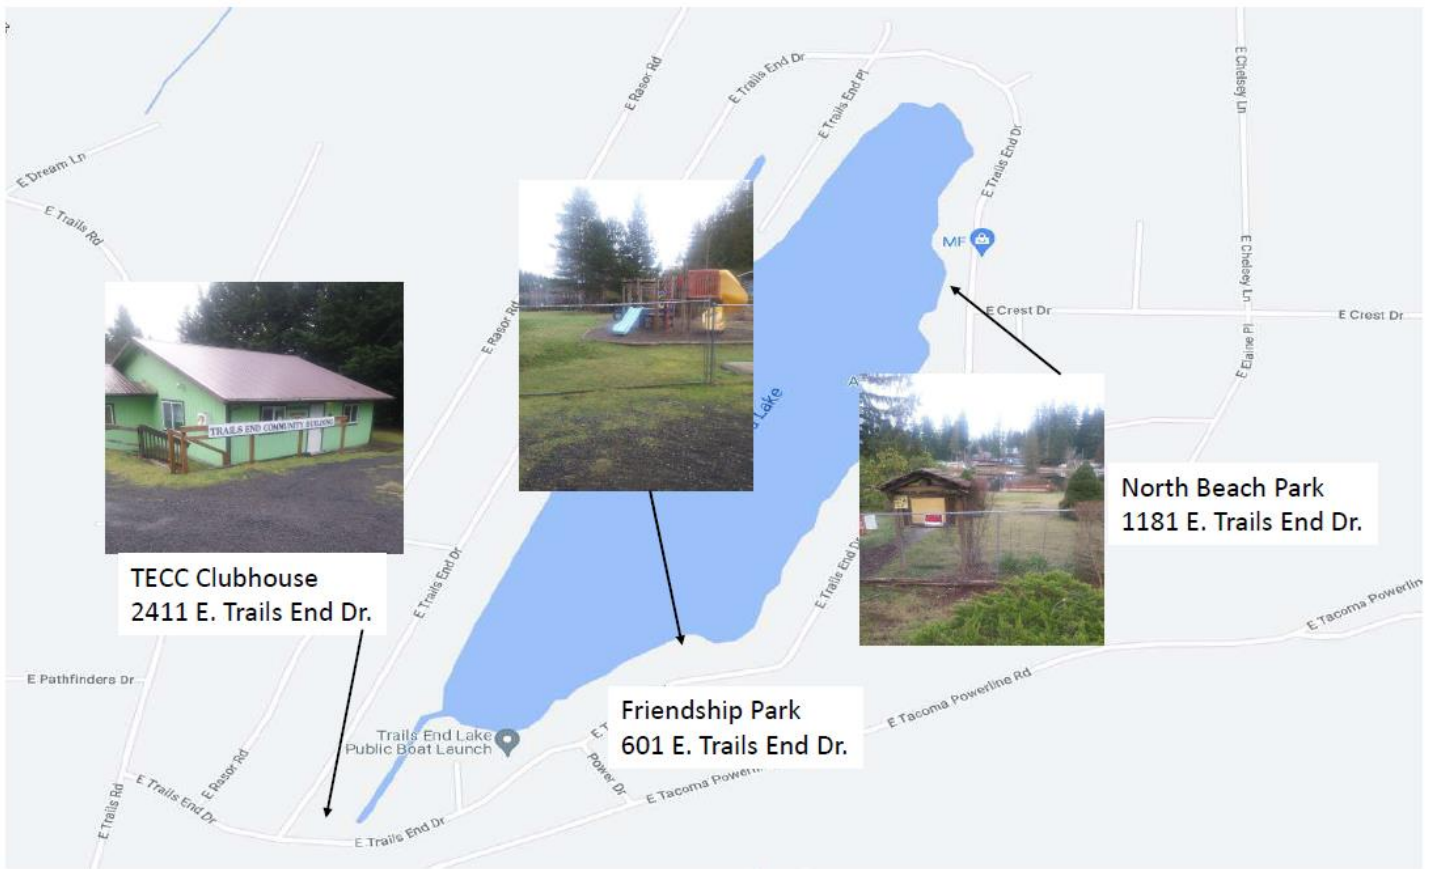 E Dream Ln
E Trails Rd
E Rasor Rd
E Trails End Dr
E Trails End Pl
E Trails End Dr
E Chelsey Ln
MF
E Chelsey Ln
E Crest Dr
E Crest Dr
E Elaine Pl
E Rasor Rd
Lake
A
TRAILS END COMMUNITY BUILDING
North Beach Park
1181 E. Trails End Dr.
TECC Clubhouse
2411 E. Trails End Dr.
E Trails End Dr
E Trails End Dr
E Tacoma Powerlin
E Pathfinders Dr
E Tacoma Powerline Rd
Friendship Park
601 E. Trails End Dr.
Trails End Lake
Public Boat Launch
E T
Power Dr
E Rasor Rd
E Trails End Dr
E Trails Rd
E Tacoma Powerl
E Trails End Dr